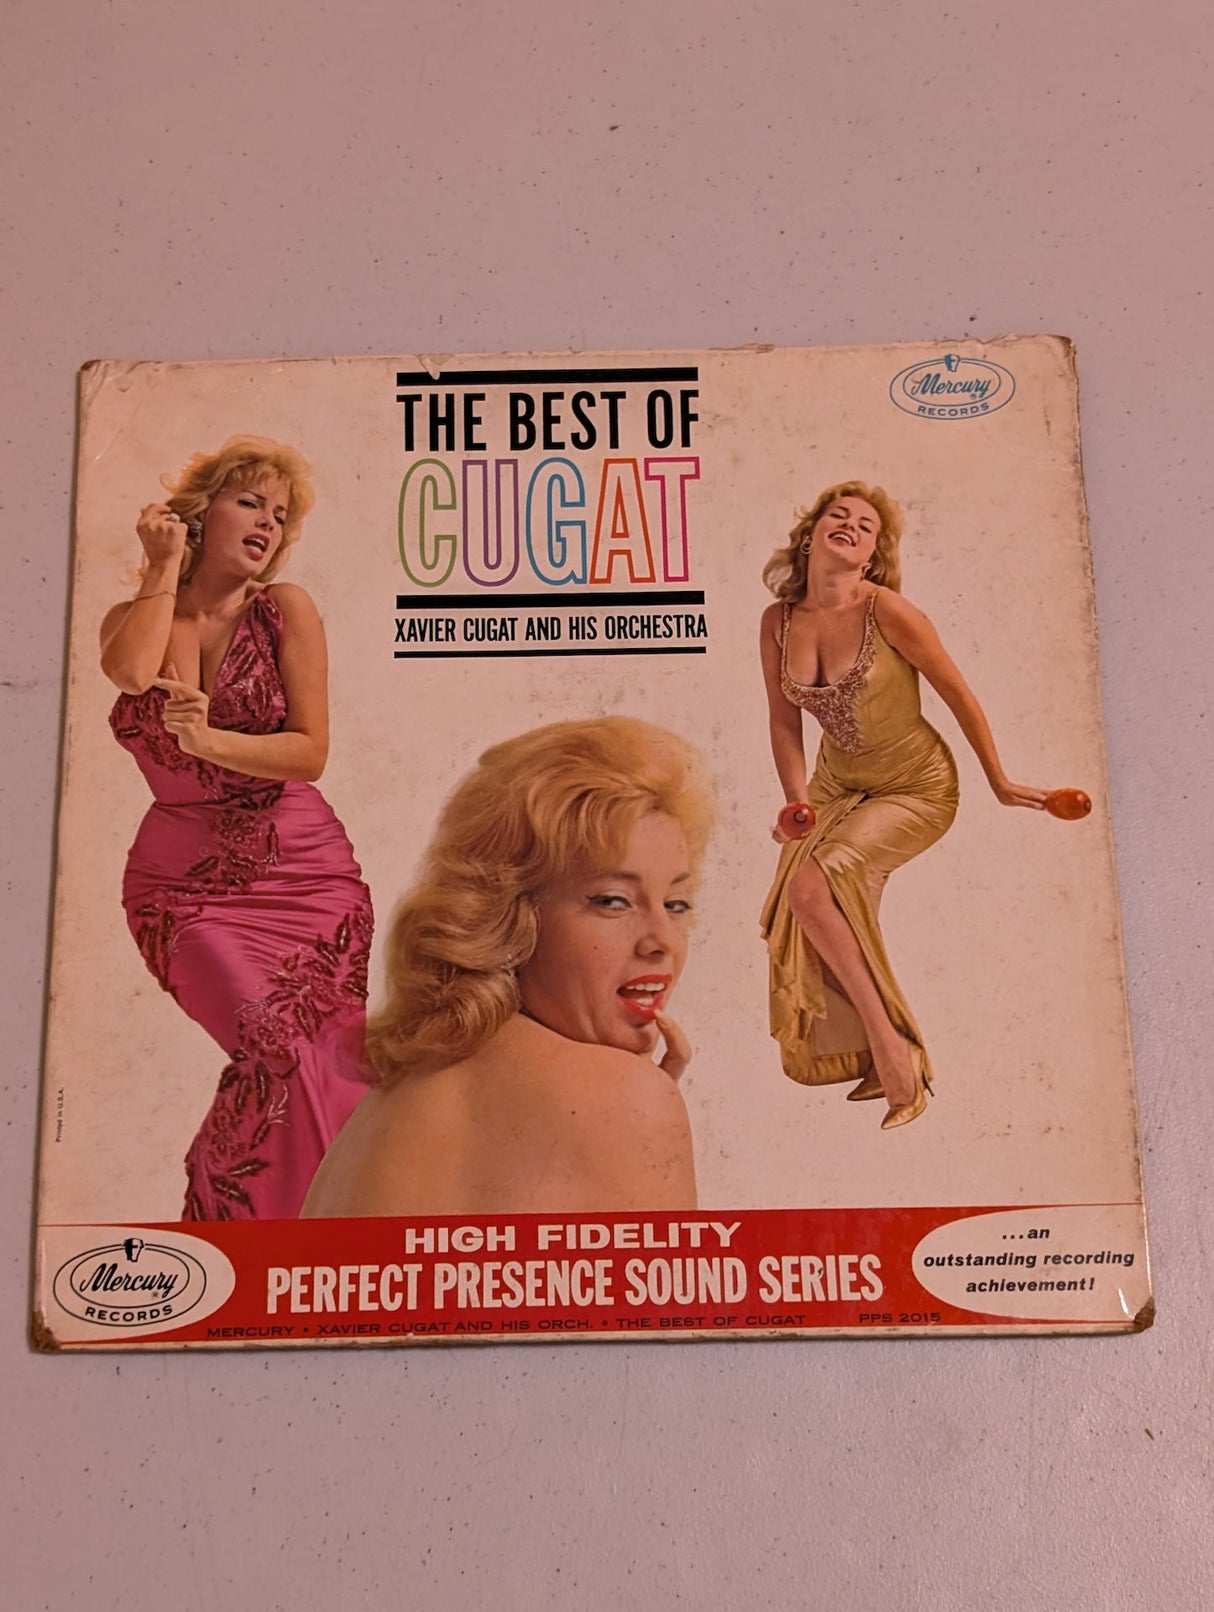 THE BEST OF
CUGAT
XAVIER CUGAT AND HIS ORCHESTRA
Mercury
®
RECORDS
Printed in U.S.A.
HIGH FIDELITY
PERFECT PRESENCE SOUND SERIES
Mercury
®
RECORDS
...an
outstanding recording
achievement!
MERCURY • XAVIER CUGAT AND HIS ORCH. • THE BEST OF CUGAT PPS 2015